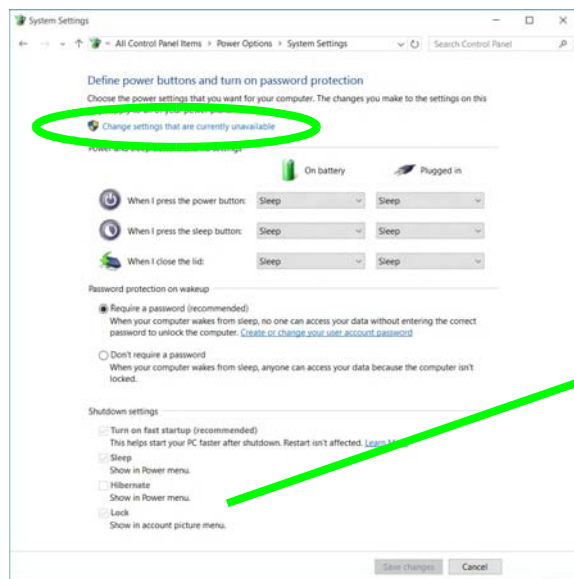 System Settings
All Control Panel Items > Power Options > System Settings
Search Control Panel
Define power buttons and turn on password protection
Choose the power settings that you want for your computer. The changes you make to the settings on this
Change settings that are currently unavailable
On battery
Plugged in
When I press the power button:
Sleep
Sleep
When I press the sleep button:
Sleep
Sleep
When I close the lid:
Sleep
Sleep
Password protection on wakeup
Require a password (recommended)
When your computer wakes from sleep, no one can access your data without entering the correct
password to unlock the computer. Create or change your user account password
Don't require a password
When your computer wakes from sleep, anyone can access your data because the computer isn't
locked.
Shutdown settings
Turn on fast startup (recommended)
This helps start your PC faster after shutdown. Restart isn't affected. Learn
Sleep
Show in Power menu.
Hibernate
Show in Power menu.
Lock
Show in account picture menu.
Save changes
Cancel